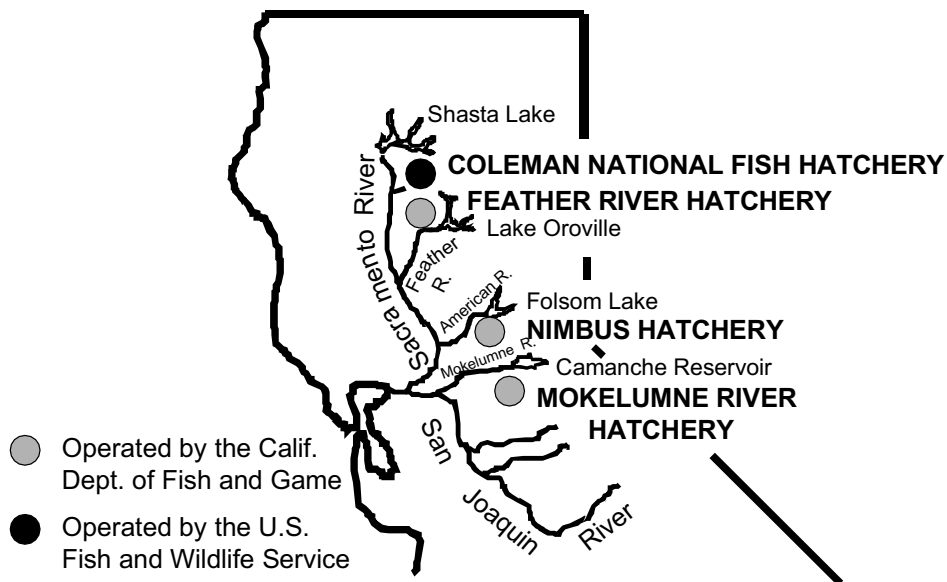 Shasta Lake
COLEMAN NATIONAL FISH HATCHERY
FEATHER RIVER HATCHERY
Lake Oroville
Sacramento River
Feather
R.
American R.
Folsom Lake
NIMBUS HATCHERY
Mokelumne R.
Camanche Reservoir
MOKELUMNE RIVER
HATCHERY
San Joaquin River
Operated by the Calif.
Dept. of Fish and Game
Operated by the U.S.
Fish and Wildlife Service